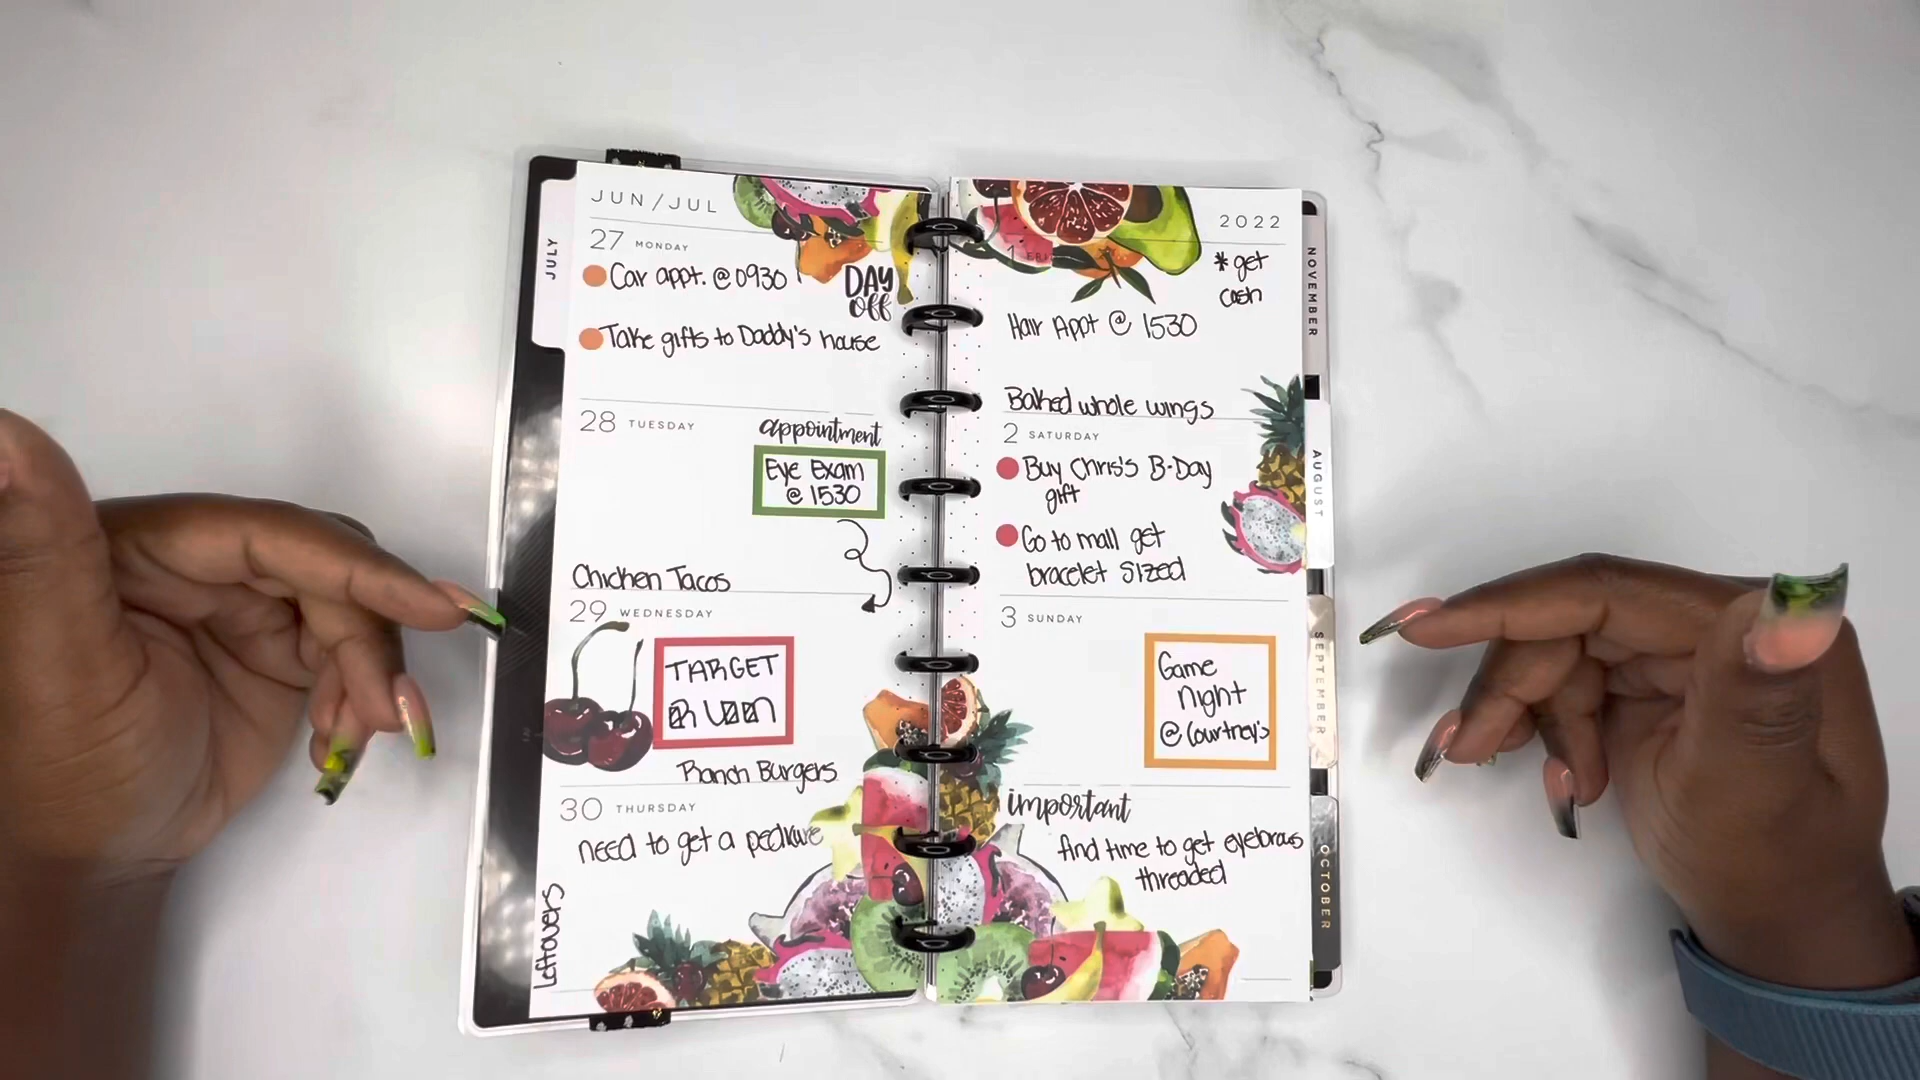 JUN/JUL
27 MONDAY
Car appt. @ 0930
DAY
off
Take gifts to Daddy's house
28 TUESDAY
appointment
Eye Exam
@ 1530
Chicken Tacos
29 WEDNESDAY
TARGET
RUN
Ranch Burgers
30 THURSDAY
need to get a pedicure
Leftovers
JULY
2022
1 FRI
* get
cash
Hair Appt @ 1530
Baked whole wings
2 SATURDAY
Buy Chris's B-Day
gift
Go to mall get
bracelet sized
3 SUNDAY
Game
Night
@ Courtney's
important
find time to get eyebrows
threaded
NOVEMBER
AUGUST
SEPTEMBER
OCTOBER